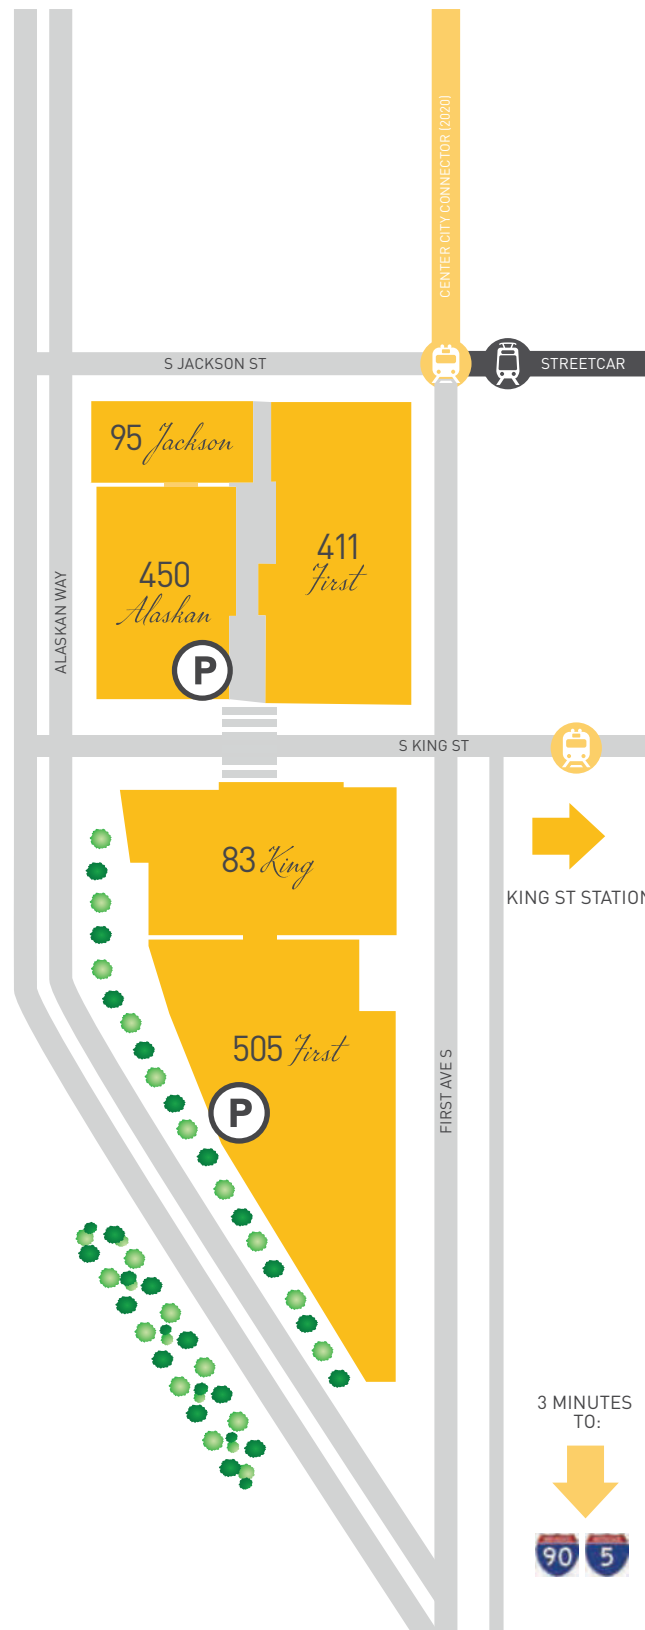 CENTER CITY CONNECTOR (2020)
S JACKSON ST
STREETCAR
95 Jackson
411
First
450
Alaskan
ALASKAN WAY
P
S KING ST
83 King
KING ST STATION
505 First
FIRST AVE S
P
3 MINUTES
TO:
90 5